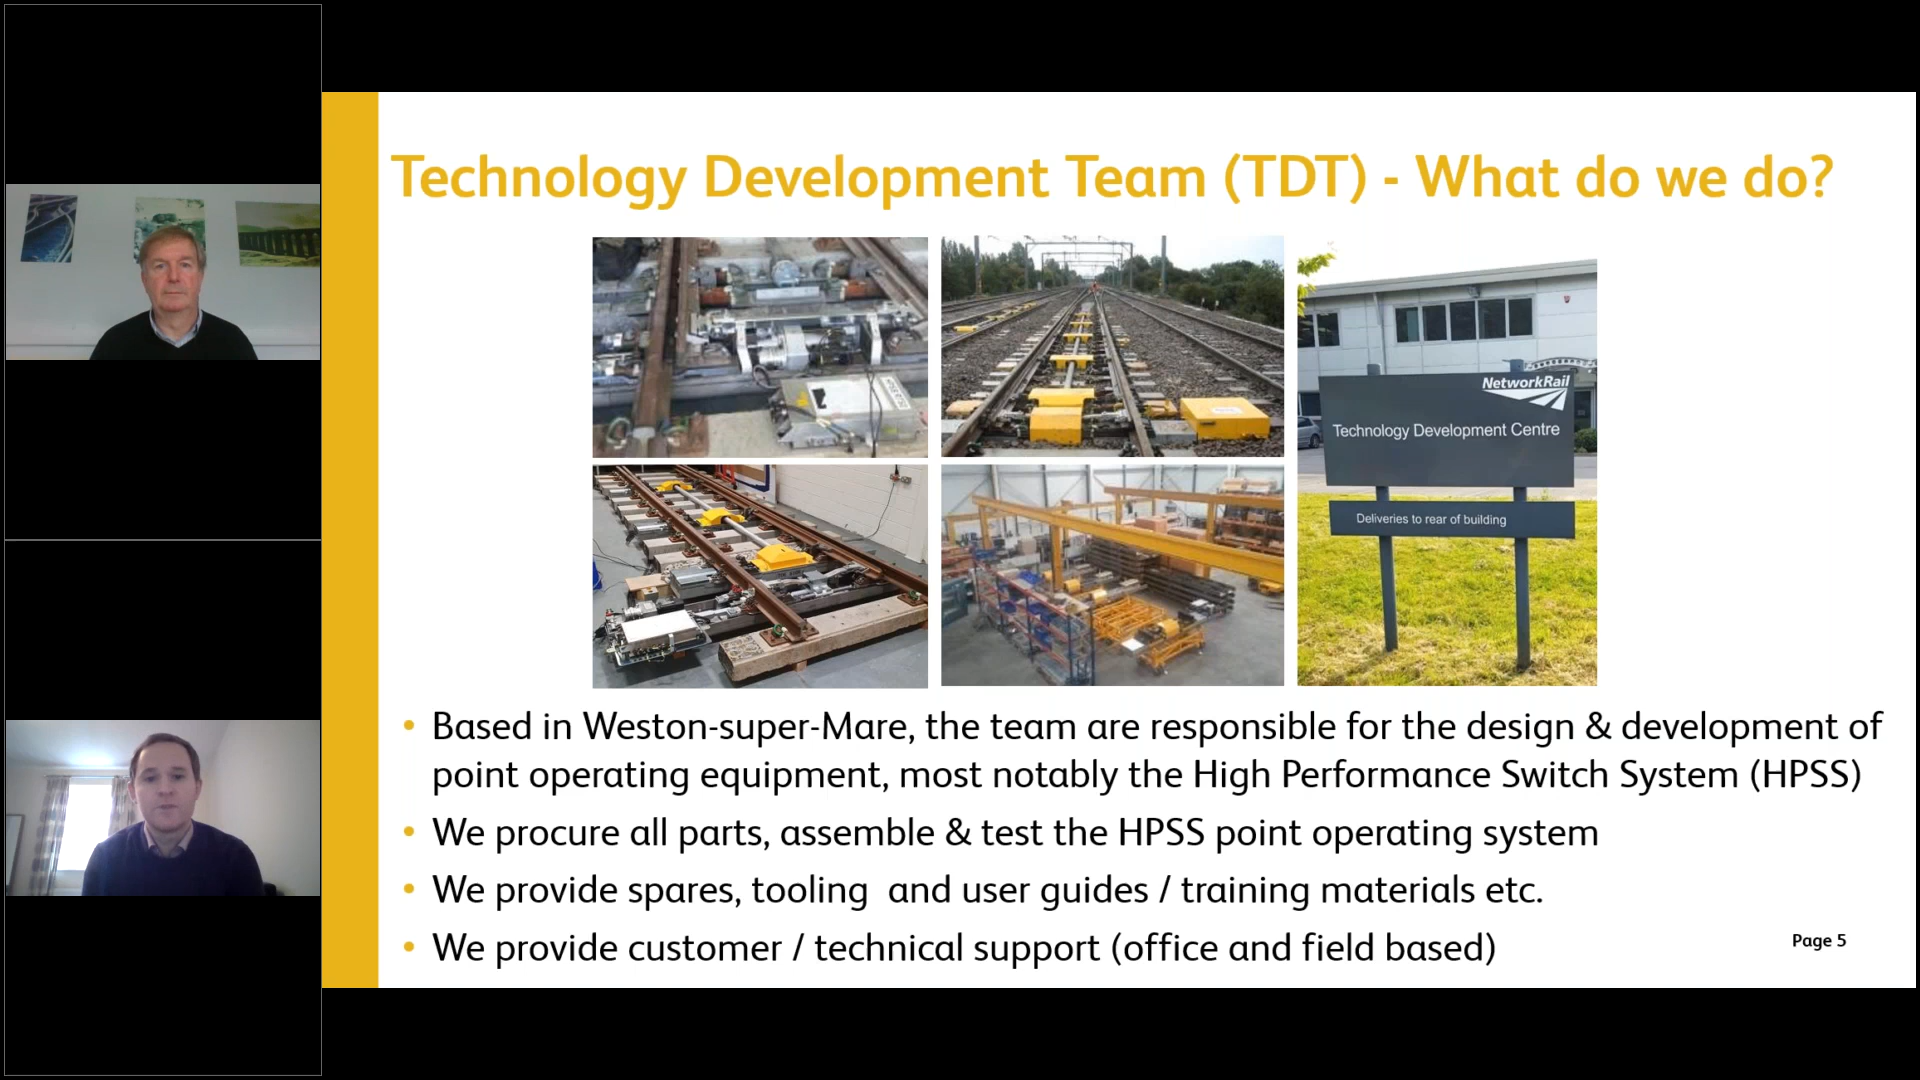 Technology Development Team (TDT) - What do we do?
NetworkRail
Technology Development Centre
Deliveries to rear of building
• Based in Weston-super-Mare, the team are responsible for the design & development of
point operating equipment, most notably the High Performance Switch System (HPSS)
• We procure all parts, assemble & test the HPSS point operating system
• We provide spares, tooling  and user guides / training materials etc.
• We provide customer / technical support (office and field based)
Page 5